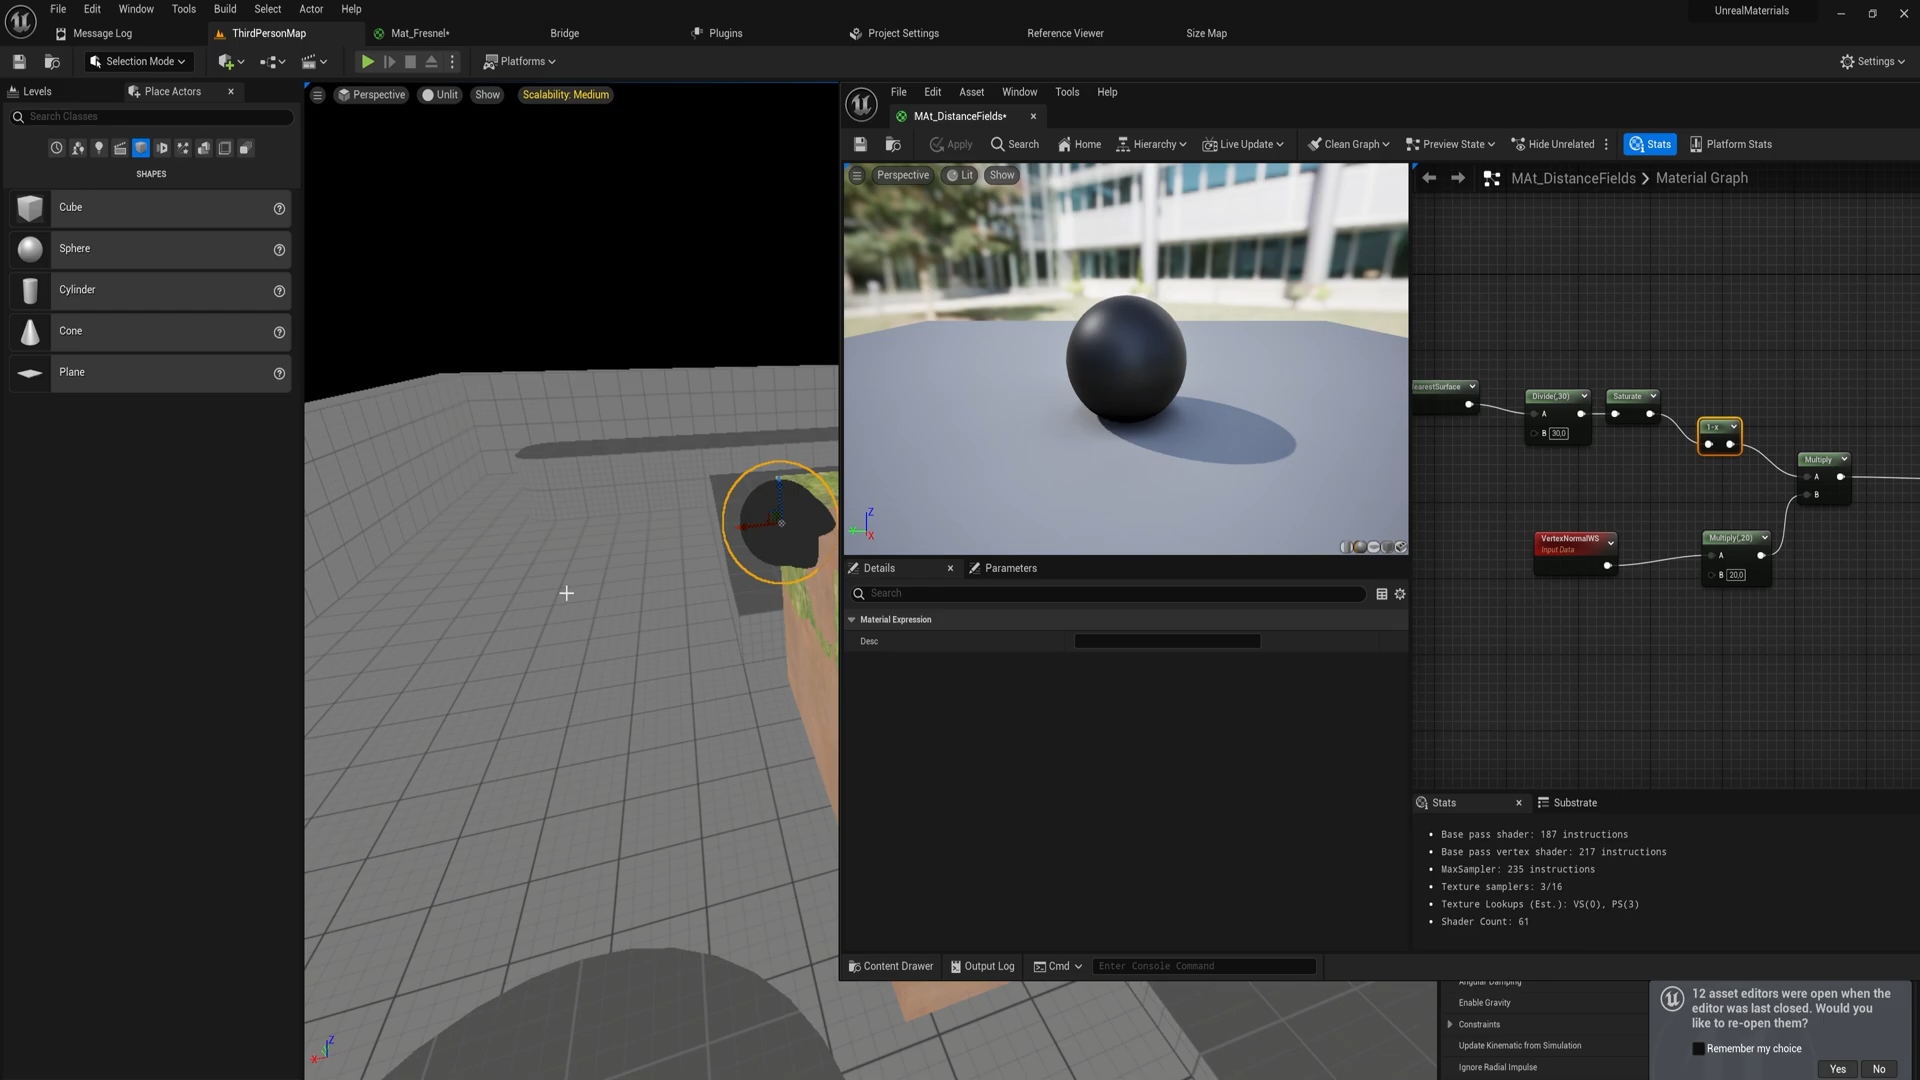 File Edit Window Tools Build Select Actor Help
UnrealMateririals
Message Log
ThirdPersonMap
Mat_Fresnel*
Bridge
Plugins
Project Settings
Reference Viewer
Size Map
Selection Mode
Platforms
Settings
Levels
Place Actors
Search Classes
SHAPES
Cube
Sphere
Cylinder
Cone
Plane
Perspective
Unlit
Show
Scalability: Medium
File Edit Asset Window Tools Help
MAt_DistanceFields*
Apply
Search
Home
Hierarchy
Live Update
Clean Graph
Preview State
Hide Unrelated
Stats
Platform Stats
Perspective
Lit
Show
MAt_DistanceFields
Material Graph
earestSurface
Divide(,30)
A
B 30,0
Saturate
1-x
Multiply
A
B
VertexNormalWS
Input Data
Multiply(,20)
A
B 20,0
Z
X
Details
Parameters
Search
Material Expression
Desc
Stats
Substrate
Base pass shader: 187 instructions
Base pass vertex shader: 217 instructions
MaxSampler: 235 instructions
Texture samplers: 3/16
Texture Lookups (Est.): VS(0), PS(3)
Shader Count: 61
Content Drawer
Output Log
Cmd
Enter Console Command
Angular Damping
Enable Gravity
Constraints
Update Kinematic from Simulation
Ignore Radial Impulse
12 asset editors were open when the
editor was last closed. Would you
like to re-open them?
Remember my choice
Yes
No
Z
X